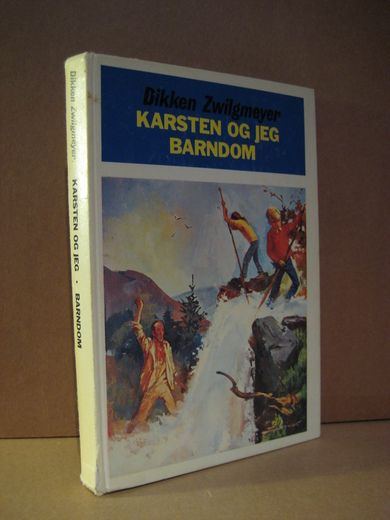 Dikken Zwilgmeyer
KARSTEN OG JEG
BARNDOM
Dikken Zwilgmeyer: KARSTEN OG JEG · BARNDOM